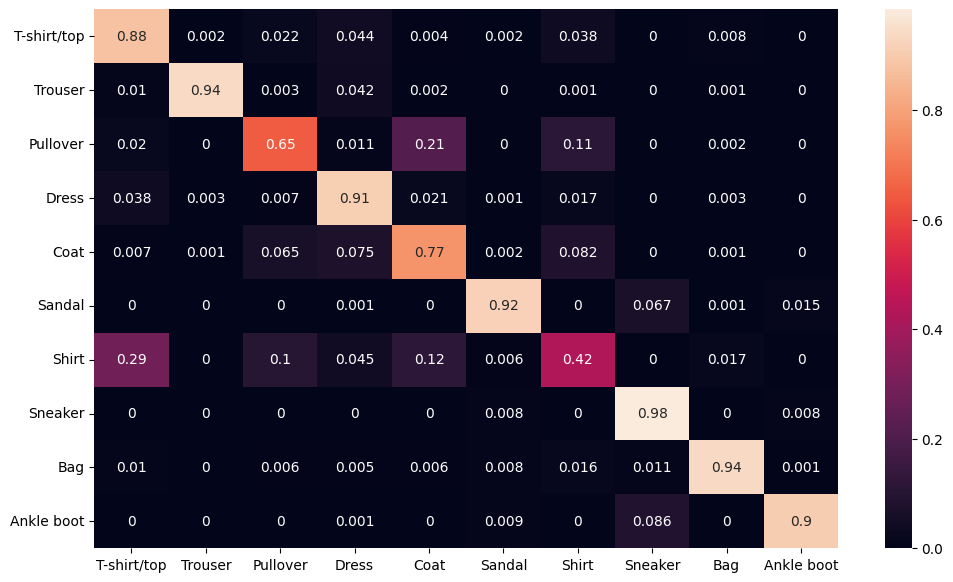 T-shirt/top 0.88 0.002 0.022 0.044 0.004 0.002 0.038 0 0.008 0
Trouser 0.01 0.94 0.003 0.042 0.002 0 0.001 0 0.001 0
Pullover 0.02 0 0.65 0.011 0.21 0 0.11 0 0.002 0
Dress 0.038 0.003 0.007 0.91 0.021 0.001 0.017 0 0.003 0
Coat 0.007 0.001 0.065 0.075 0.77 0.002 0.082 0 0.001 0
Sandal 0 0 0 0.001 0 0.92 0 0.067 0.001 0.015
Shirt 0.29 0 0.1 0.045 0.12 0.006 0.42 0 0.017 0
Sneaker 0 0 0 0 0 0.008 0 0.98 0 0.008
Bag 0.01 0 0.006 0.005 0.006 0.008 0.016 0.011 0.94 0.001
Ankle boot 0 0 0 0.001 0 0.009 0 0.086 0 0.9
T-shirt/top Trouser Pullover Dress Coat Sandal Shirt Sneaker Bag Ankle boot
0.8
0.6
0.4
0.2
0.0